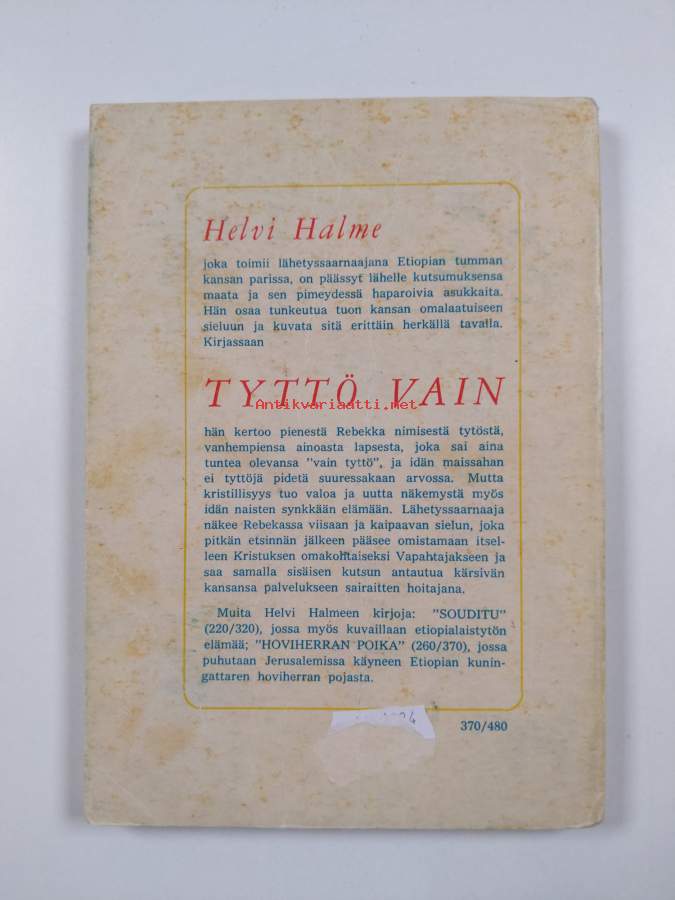 Helvi Halme
joka toimii lähetyssaarnaajana Etiopian tumman
kansan parissa, on päässyt lähelle kutsumuksensa
maata ja sen pimeydessä haparoivia asukkaita.
Hän osaa tunkeutua tuon kansan omalaatuiseen
sieluun ja kuvata sitä erittäin herkällä tavalla.
Kirjassaan
TYTTÖ VAIN
Antikvariaatti.net
hän kertoo pienestä Rebekka nimisestä tytöstä,
vanhempiensa ainoasta lapsesta, joka sai aina
tuntea olevansa "vain tyttö", ja idän maissahan
ei tyttöjä pidetä suuressakaan arvossa. Mutta
kristillisyys tuo valoa ja uutta näkemystä myös
idän naisten synkkään elämään. Lähetyssaarnaaja
näkee Rebekassa viisaan ja kaipaavan sielun, joka
pitkän etsinnän jälkeen pääsee omistamaan itsel-
leen Kristuksen omakohtaiseksi Vapahtajakseen ja
saa samalla sisäisen kutsun antautua kärsivän
kansansa palvelukseen sairaitten hoitajana.
Muita Helvi Halmeen kirjoja: "SOUDITU"
(220/320), jossa myös kuvaillaan etiopialaistytön
elämää; "HOVIHERRAN POIKA" (260/370), jossa
puhutaan Jerusalemissa käyneen Etiopian kunin-
gattaren hoviherran pojasta.
370/480